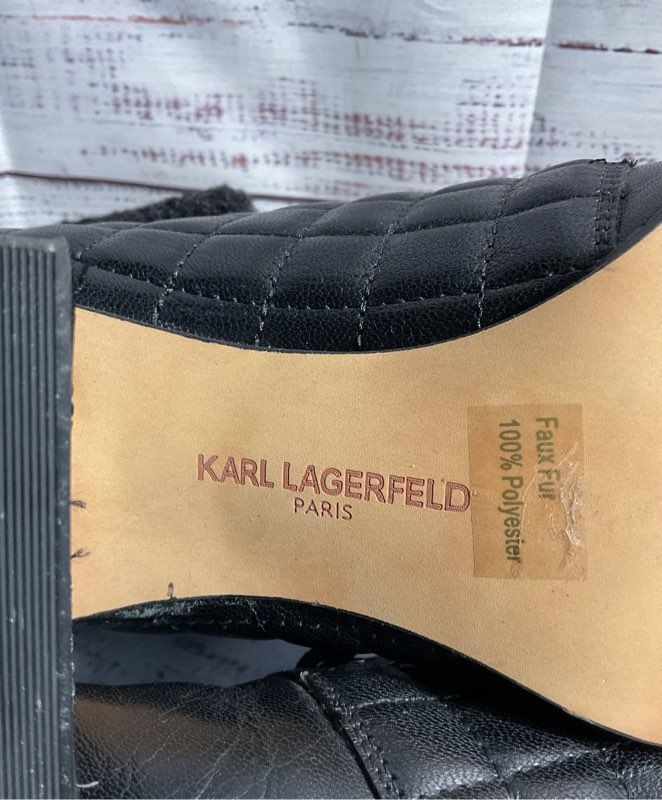 KARL LAGERFELD
PARIS
Faux Fur
100% Polyester